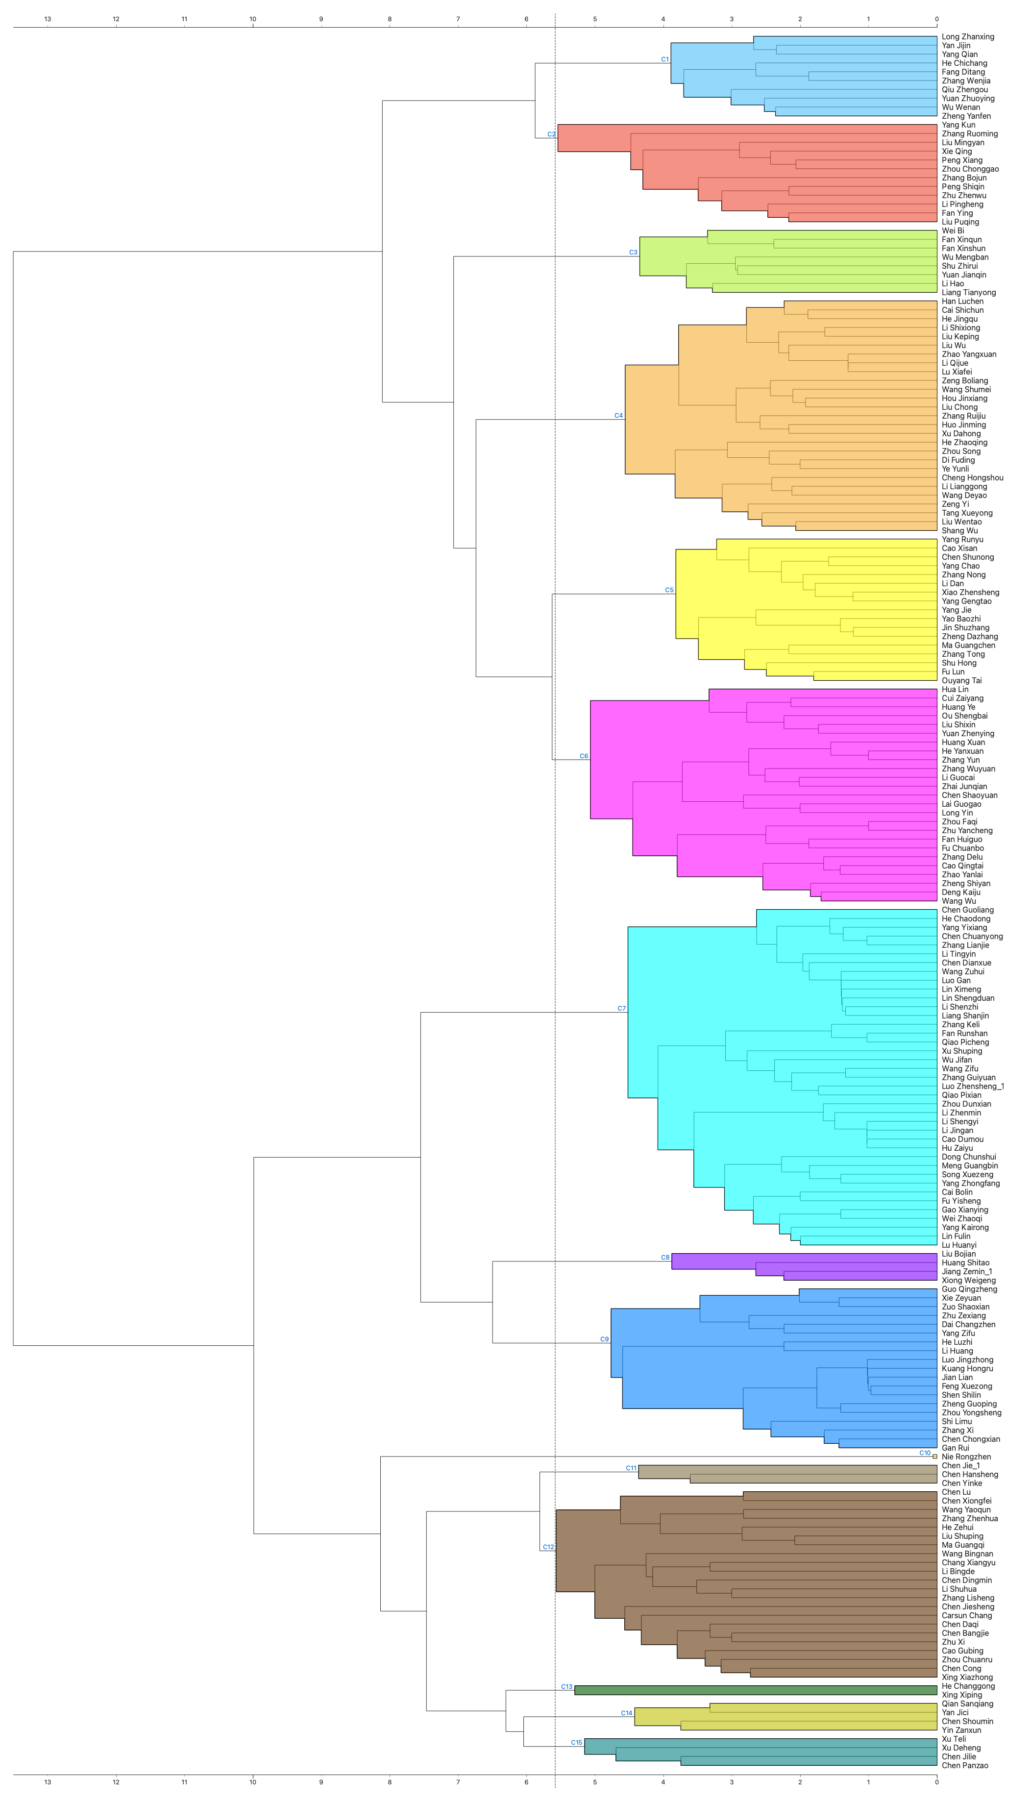 13 12 11 10 9 8 7 6 5 4 3 2 1 0
Long Zhanxing
Yan Jijin
Yang Qian
C1
He Chichang
Fang Ditang
Zhang Wenjia
Qiu Zhengou
Yuan Zhuoying
Wu Wenan
Zheng Yanfen
Yang Kun
C2
Zhang Ruoming
Liu Mingyan
Xie Qing
Peng Xiang
Zhou Chonggao
Zhang Bojun
Peng Shiqin
Zhu Zhenwu
Li Pingheng
Fan Ying
Liu Puqing
Wei Bi
Fan Xinqun
Fan Xinshun
C3
Wu Mengban
Shu Zhirui
Yuan Jianqin
Li Hao
Liang Tianyong
Han Luchen
Cai Shichun
He Jingqu
Li Shixiong
Liu Keping
Liu Wu
Zhao Yangxuan
Li Qijue
Lu Xiafei
Zeng Boliang
Wang Shumei
Hou Jinxiang
Liu Chong
C4
Zhang Ruijiu
Huo Jinming
Xu Dahong
He Zhaoqing
Zhou Song
Di Fuding
Ye Yunli
Cheng Hongshou
Li Lianggong
Wang Deyao
Zeng Yi
Tang Xueyong
Liu Wentao
Shang Wu
Yang Runyu
Cao Xisan
Chen Shunong
Yang Chao
Zhang Nong
Li Dan
C5
Xiao Zhensheng
Yang Gengtao
Yang Jie
Yao Baozhi
Jin Shuzhang
Zheng Dazhang
Ma Guangchen
Zhang Tong
Shu Hong
Fu Lun
Ouyang Tai
Hua Lin
Cui Zaiyang
Huang Ye
Ou Shengbai
Liu Shixin
Yuan Zhenying
Huang Xuan
He Yanxuan
C6
Zhang Yun
Zhang Wuyuan
Li Guocai
Zhai Junqian
Chen Shaoyuan
Lai Guogao
Long Yin
Zhou Faqi
Zhu Yancheng
Fan Huiguo
Fu Chuanbo
Zhang Delu
Cao Qingtai
Zhao Yanlai
Zheng Shiyan
Deng Kaiju
Wang Wu
Chen Guoliang
He Chaodong
Yang Yixiang
Chen Chuanyong
Zhang Lianjie
Li Tingyin
Chen Dianxue
Wang Zuhui
Luo Gan
Lin Ximeng
Lin Shengduan
C7
Li Shenzhi
Liang Shanjin
Zhang Keli
Fan Runshan
Qiao Picheng
Xu Shuping
Wu Jifan
Wang Zifu
Zhang Guiyuan
Luo Zhensheng_1
Qiao Pixian
Zhou Dunxian
Li Zhenmin
Li Shengyi
Li Jingan
Cao Dumou
Hu Zaiyu
Dong Chunshui
Meng Guangbin
Song Xuezeng
Yang Zhongfang
Cai Bolin
Fu Yisheng
Gao Xianying
Wei Zhaoqi
Yang Kairong
Lin Fulin
Lu Huanyi
Liu Bojian
C8
Huang Shitao
Jiang Zemin_1
Xiong Weigeng
Guo Qingzheng
Xie Zeyuan
Zuo Shaoxian
Zhu Zexiang
Dai Changzhen
Yang Zifu
C9
He Luzhi
Li Huang
Luo Jingzhong
Kuang Hongru
Jian Lian
Feng Xuezong
Shen Shilin
Zheng Guoping
Zhou Yongsheng
Shi Limu
Zhang Xi
Chen Chongxian
Gan Rui
C10
Nie Rongzhen
Chen Jie_1
C11
Chen Hansheng
Chen Yinke
Chen Lu
Chen Xiongfei
Wang Yaoqun
Zhang Zhenhua
He Zehui
Liu Shuping
Ma Guangqi
C12
Wang Bingnan
Chang Xiangyu
Li Bingde
Chen Dingmin
Li Shuhua
Zhang Lisheng
Chen Jiesheng
Carsun Chang
Chen Daqi
Chen Bangjie
Zhu Xi
Cao Gubing
Zhou Chuanru
Chen Cong
Xing Xiazhong
He Changgong
C13
Xing Xiping
Qian Sanqiang
Yan Jici
C14
Chen Shoumin
Yin Zanxun
Xu Teli
C15
Xu Deheng
Chen Jilie
Chen Panzao
13 12 11 10 9 8 7 6 5 4 3 2 1 0